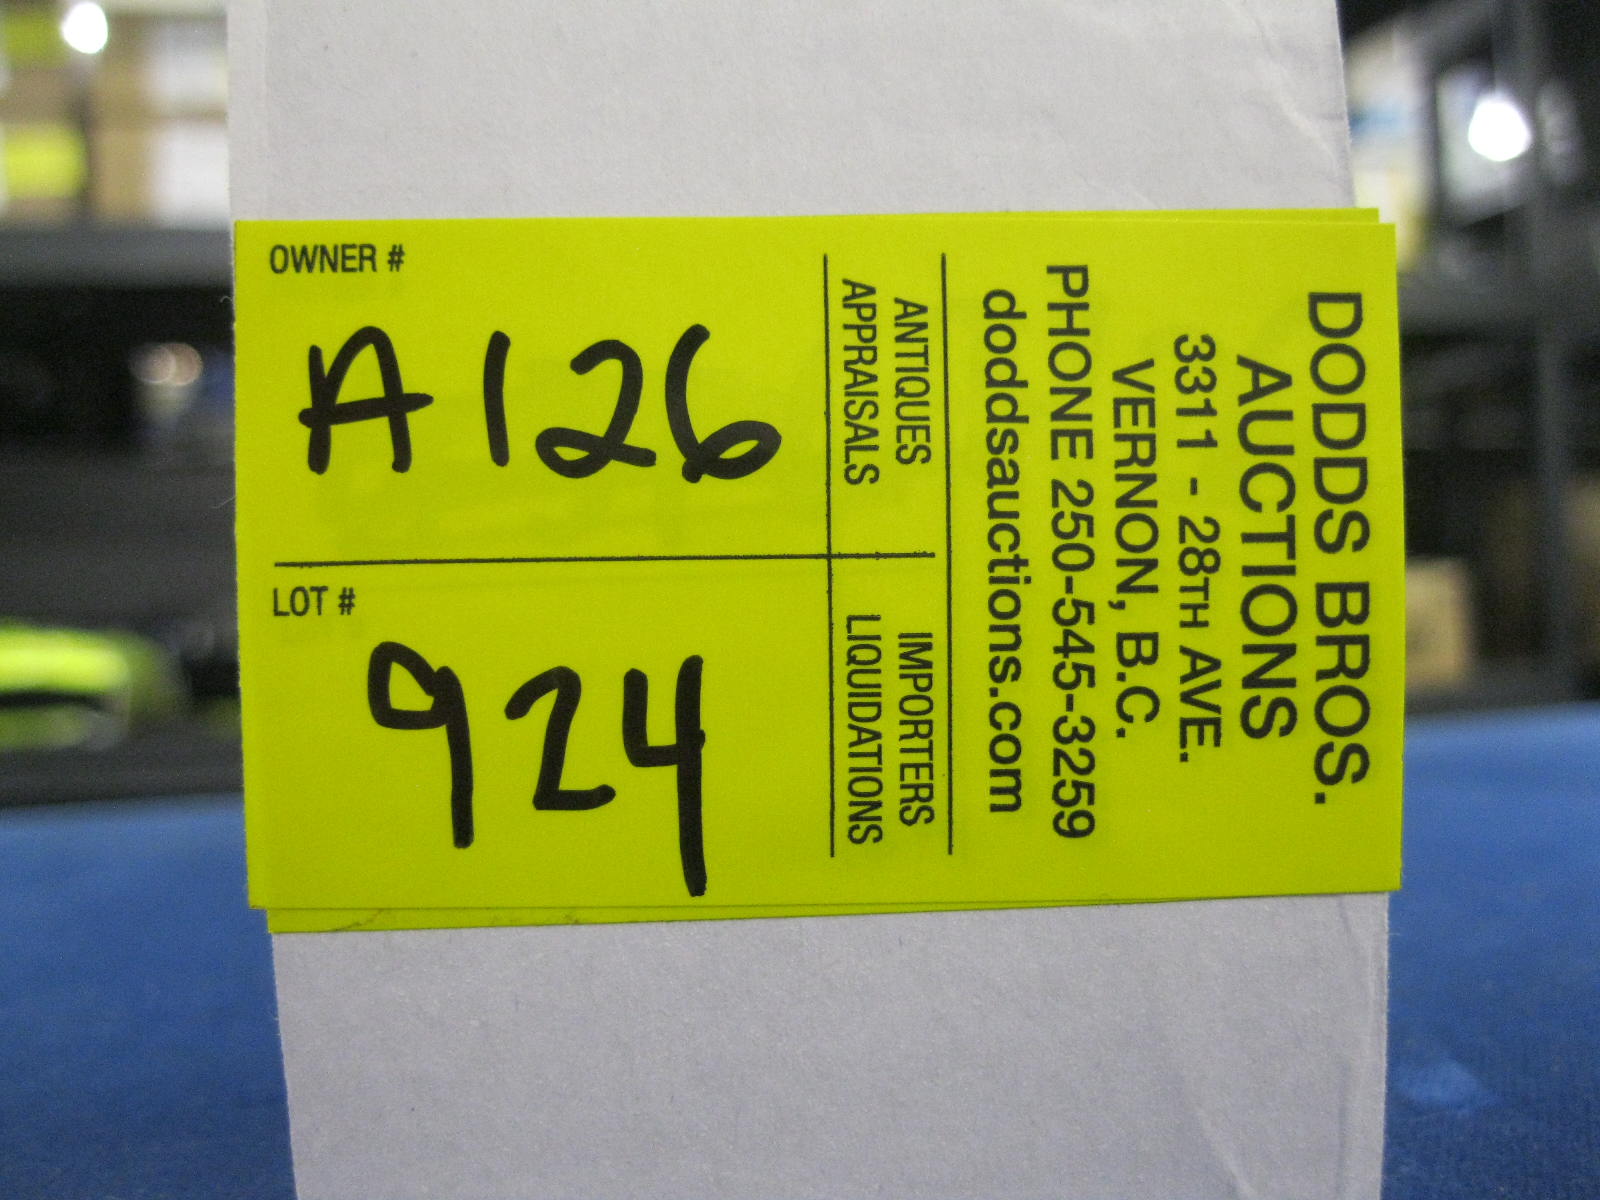 DODDS BROS.
AUCTIONS
3311 - 28TH AVE.
VERNON, B.C.
PHONE 250-545-3259
doddsauctions.com
ANTIQUES
APPRAISALS
IMPORTERS
LIQUIDATIONS
OWNER #
A126
LOT #
924